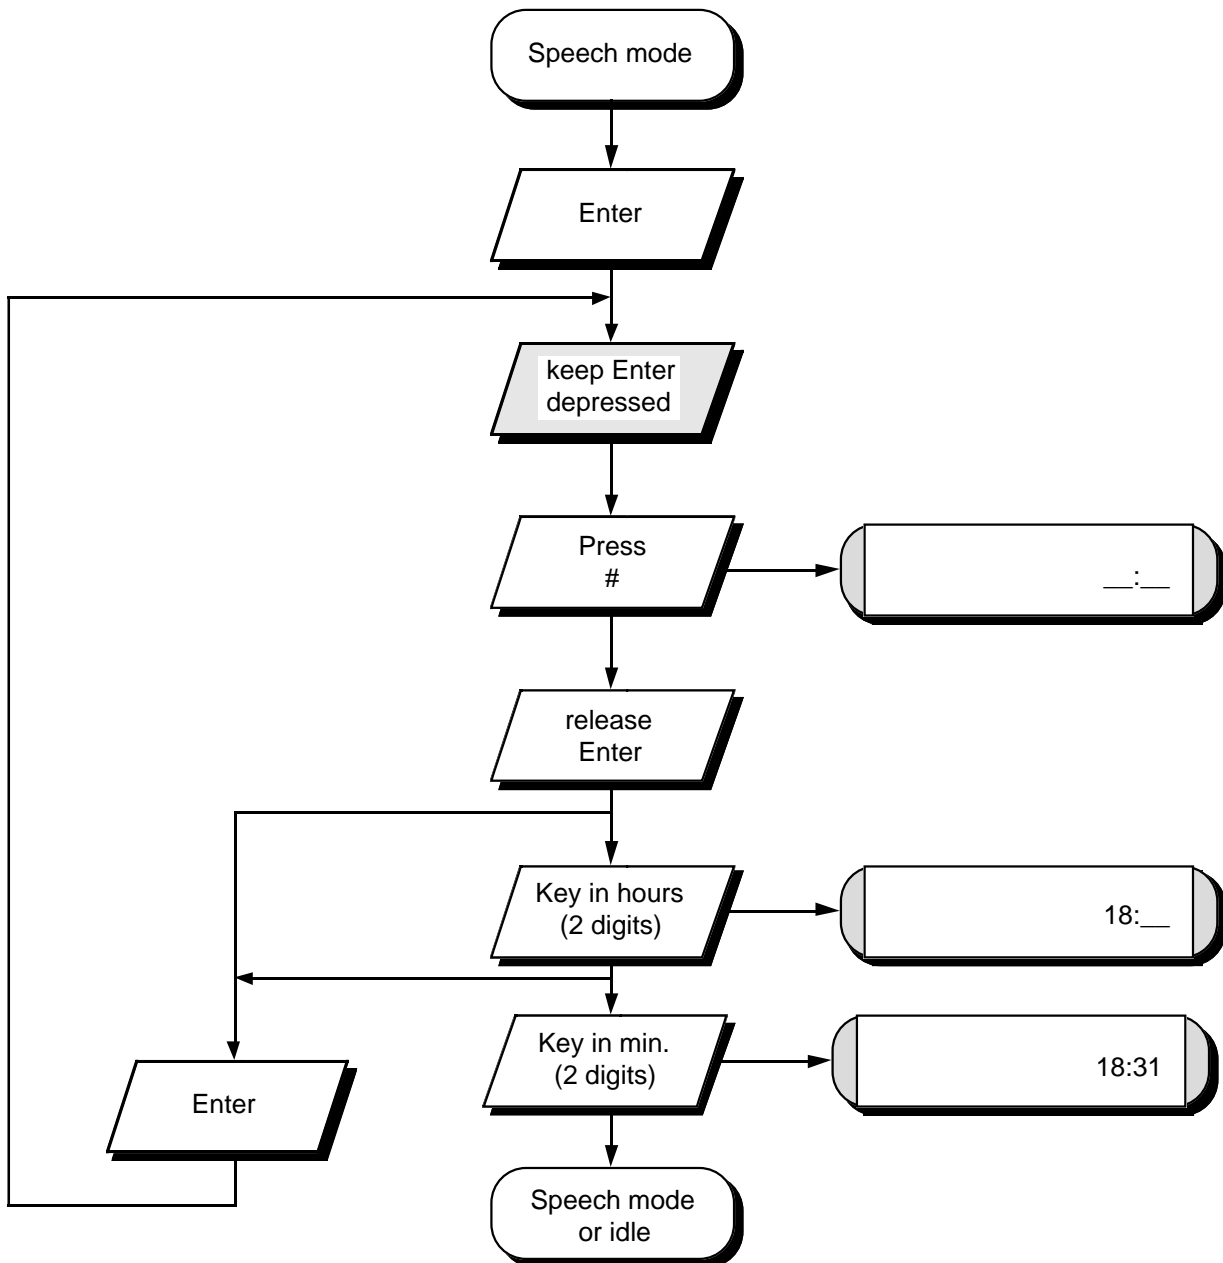 Speech mode
Enter
keep Enter
depressed
Press
#
__:__
release
Enter
Key in hours
(2 digits)
18:__
Key in min.
(2 digits)
18:31
Enter
Speech mode
or idle